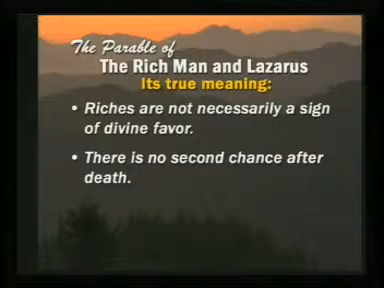 The Parable of
The Rich Man and Lazarus
Its true meaning:
• Riches are not necessarily a sign
of divine favor.
• There is no second chance after
death.